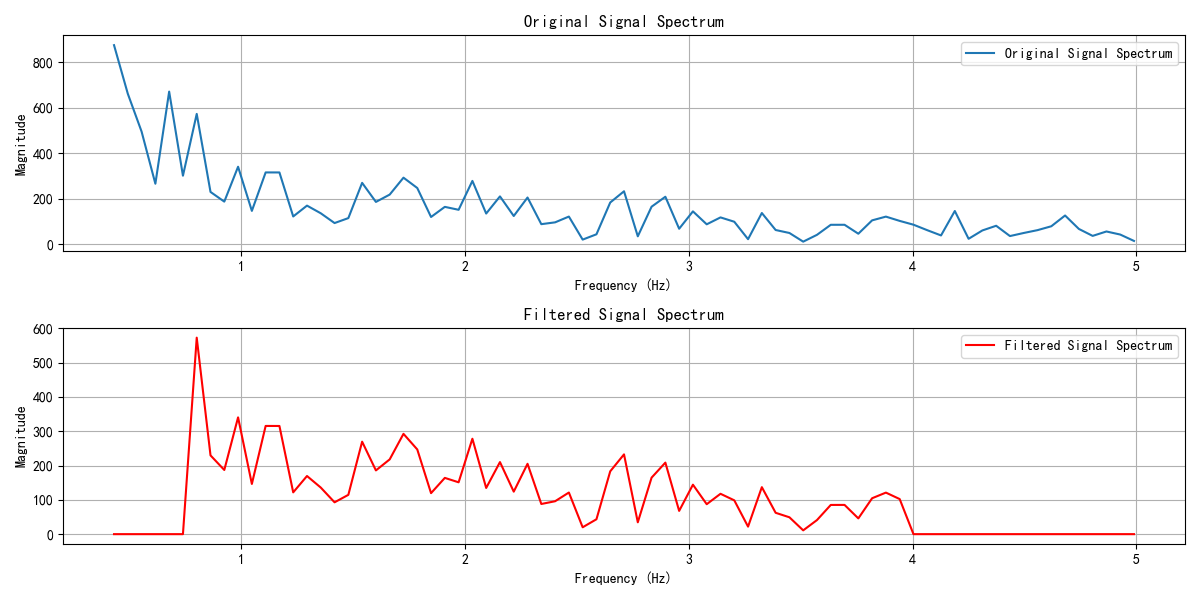 Original Signal Spectrum
Original Signal Spectrum
Magnitude
800
600
400
200
0
1
2
3
4
5
Frequency (Hz)
Filtered Signal Spectrum
Filtered Signal Spectrum
Magnitude
600
500
400
300
200
100
0
1
2
3
4
5
Frequency (Hz)